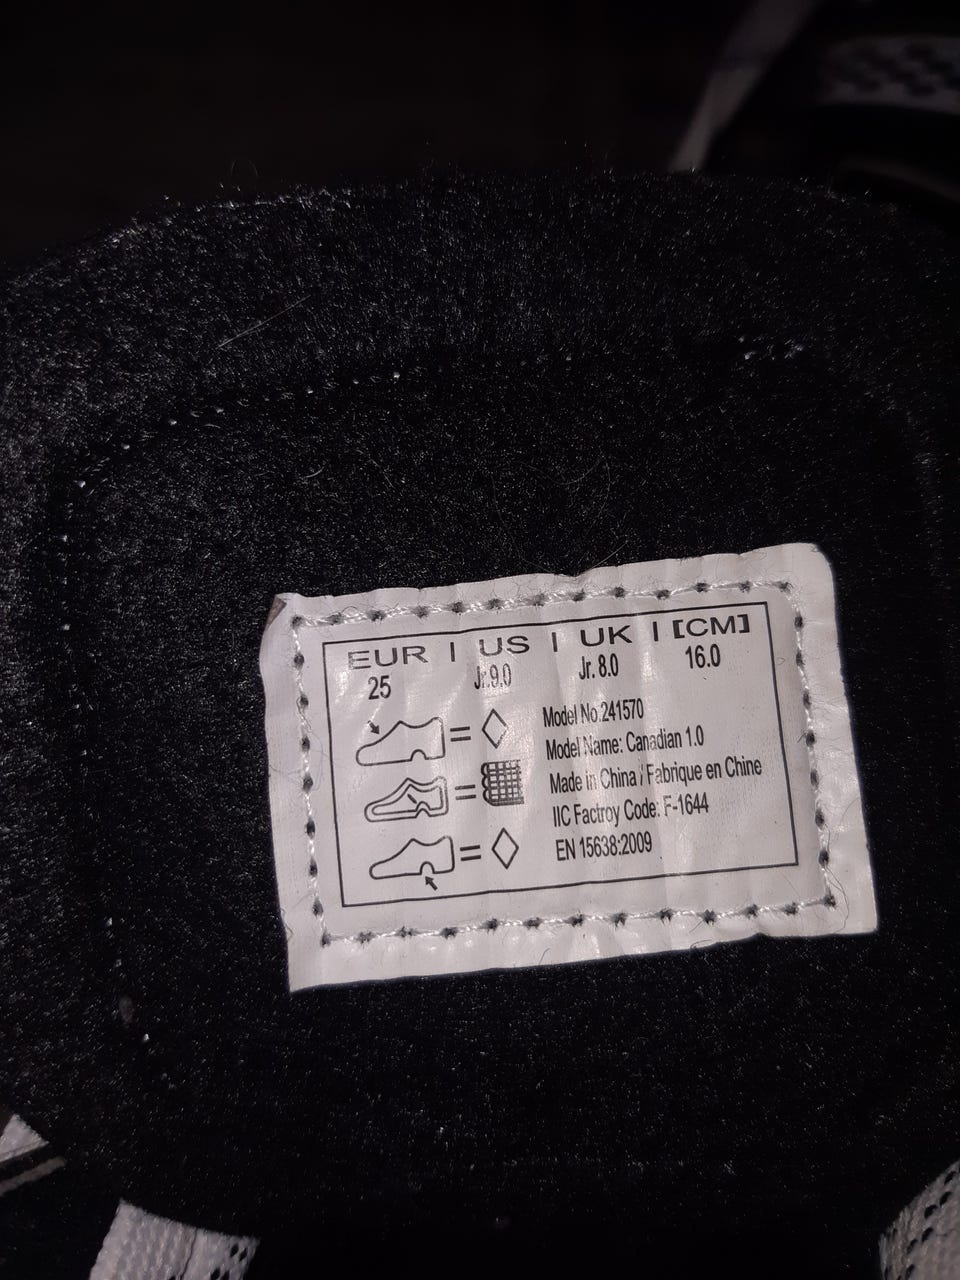 EUR | US | UK | [CM]
25 Jr.9.0 Jr. 8.0 16.0
Model No.241570
Model Name: Canadian 1.0
Made in China / Fabrique en Chine
IIC Factroy Code: F-1644
EN 15638:2009